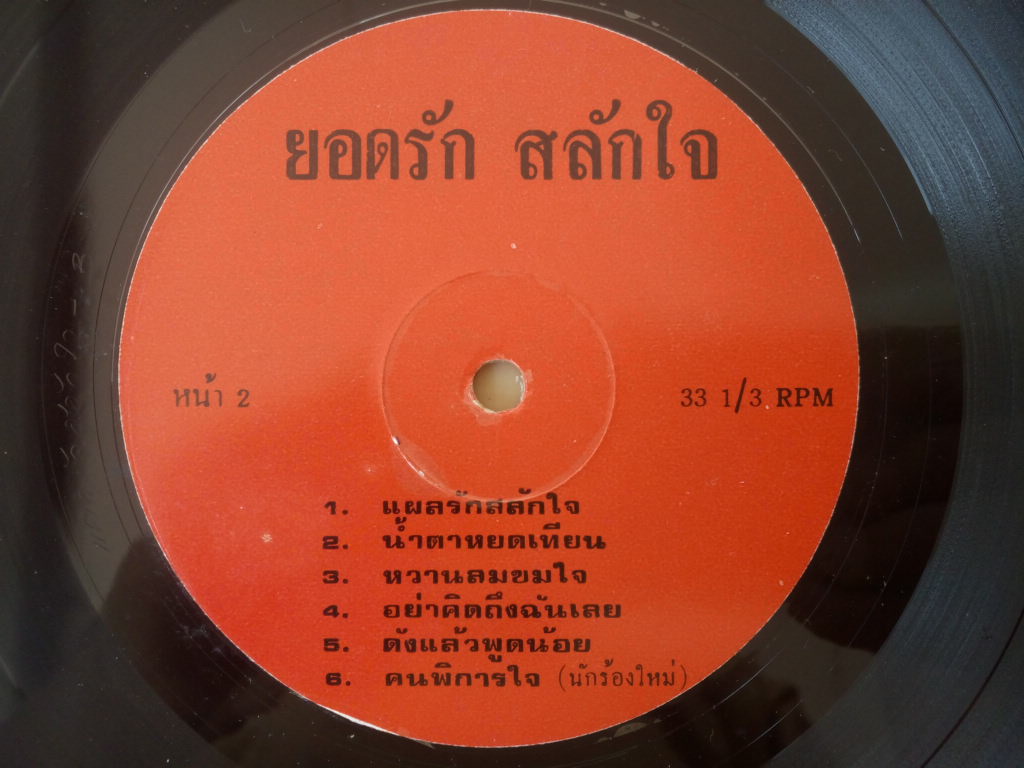 ยอดรัก สลักใจ
หน้า 2
33 1/3 RPM
1. แผลรักสลักใจ
2. น้ำตาหยดเทียน
3. หวานลมขมใจ
4. อย่าคิดถึงฉันเลย
5. ดังแล้วพูดน้อย
6. คนพิการใจ (นักร้องใหม่)